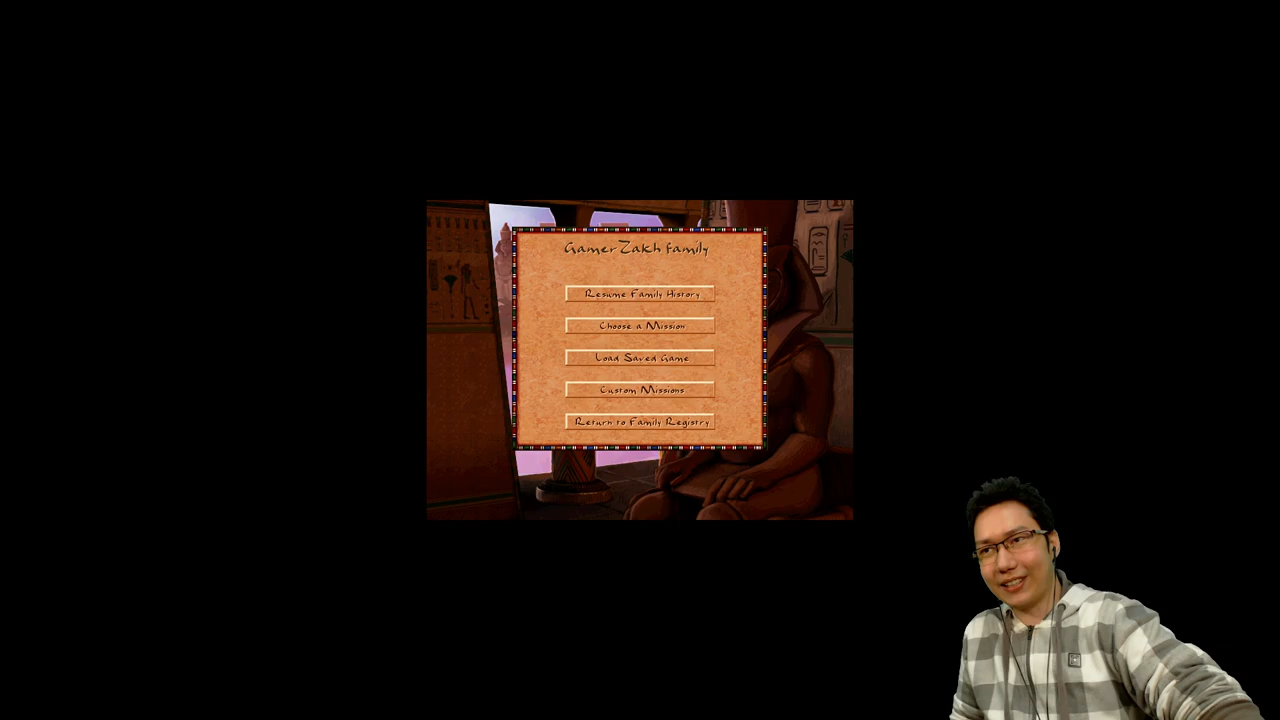 GamerZakh Family
Resume Family History
Choose a Mission
Load Saved Game
Custom Missions
Return to Family Registry